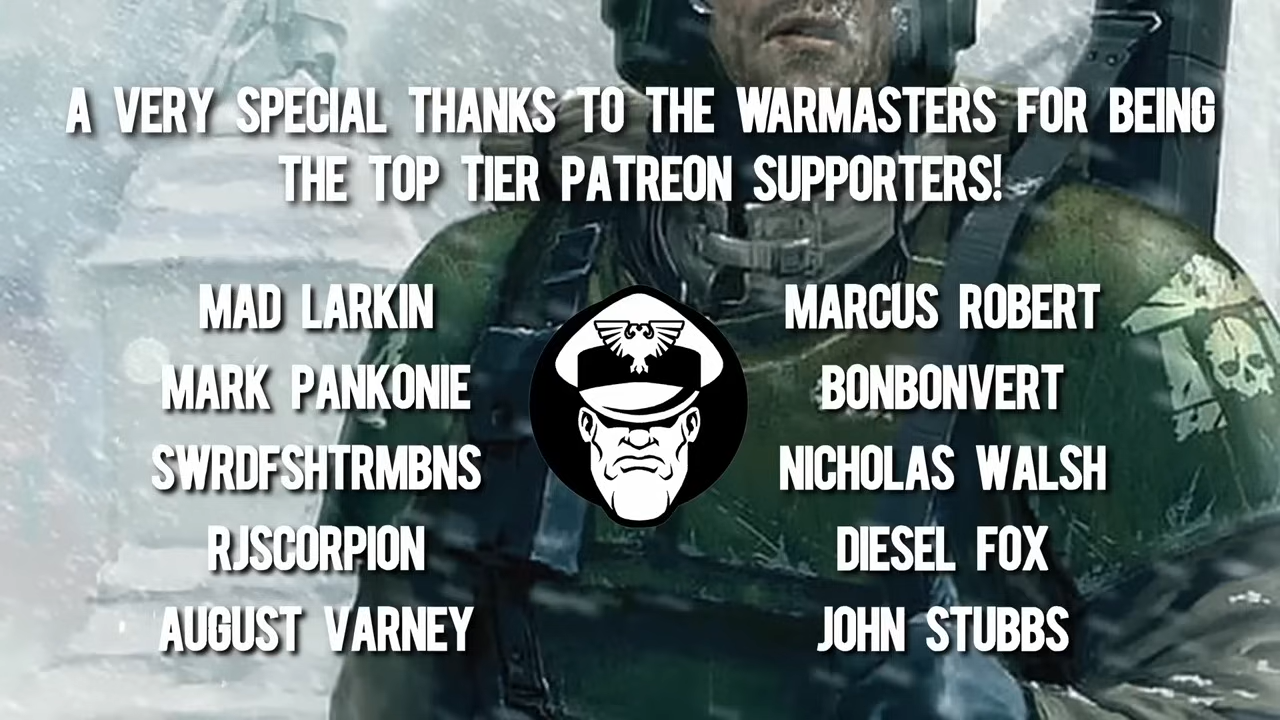 A VERY SPECIAL THANKS TO THE WARMASTERS FOR BEING
THE TOP TIER PATREON SUPPORTERS!
MAD LARKIN
MARK PANKONIE
SWRDFSHTRMBNS
RJSCORPION
AUGUST VARNEY
MARCUS ROBERT
BONBONVERT
NICHOLAS WALSH
DIESEL FOX
JOHN STUBBS